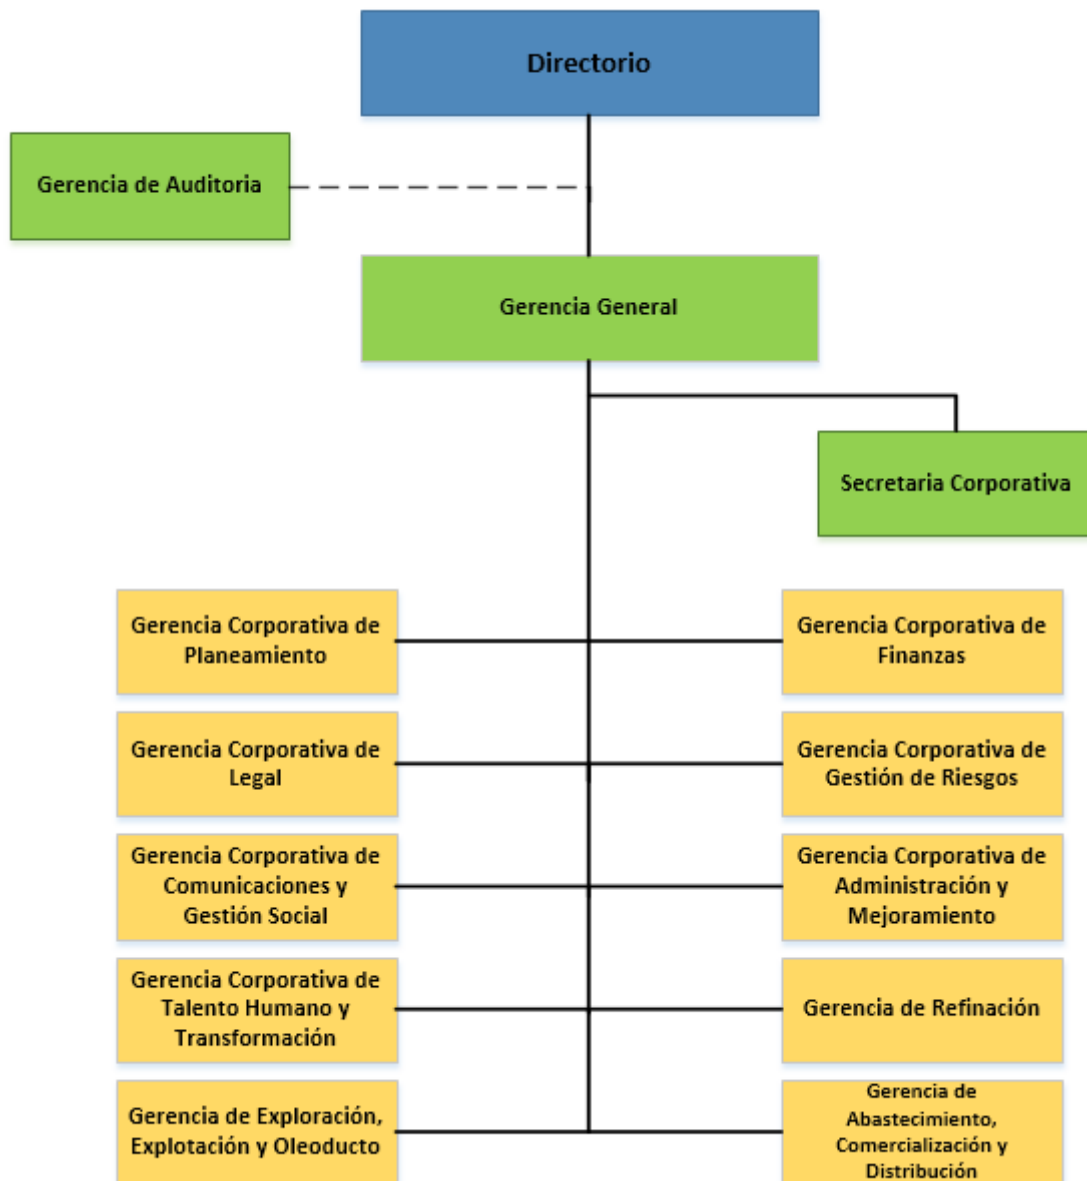 Directorio
Gerencia de Auditoria
Gerencia General
Secretaria Corporativa
Gerencia Corporativa de
Planeamiento
Gerencia Corporativa de
Finanzas
Gerencia Corporativa de
Legal
Gerencia Corporativa de
Gestión de Riesgos
Gerencia Corporativa de
Comunicaciones y
Gestión Social
Gerencia Corporativa de
Administración y
Mejoramiento
Gerencia Corporativa de
Talento Humano y
Transformación
Gerencia de Refinación
Gerencia de Exploración,
Explotación y Oleoducto
Gerencia de
Abastecimiento,
Comercialización y
Distribución